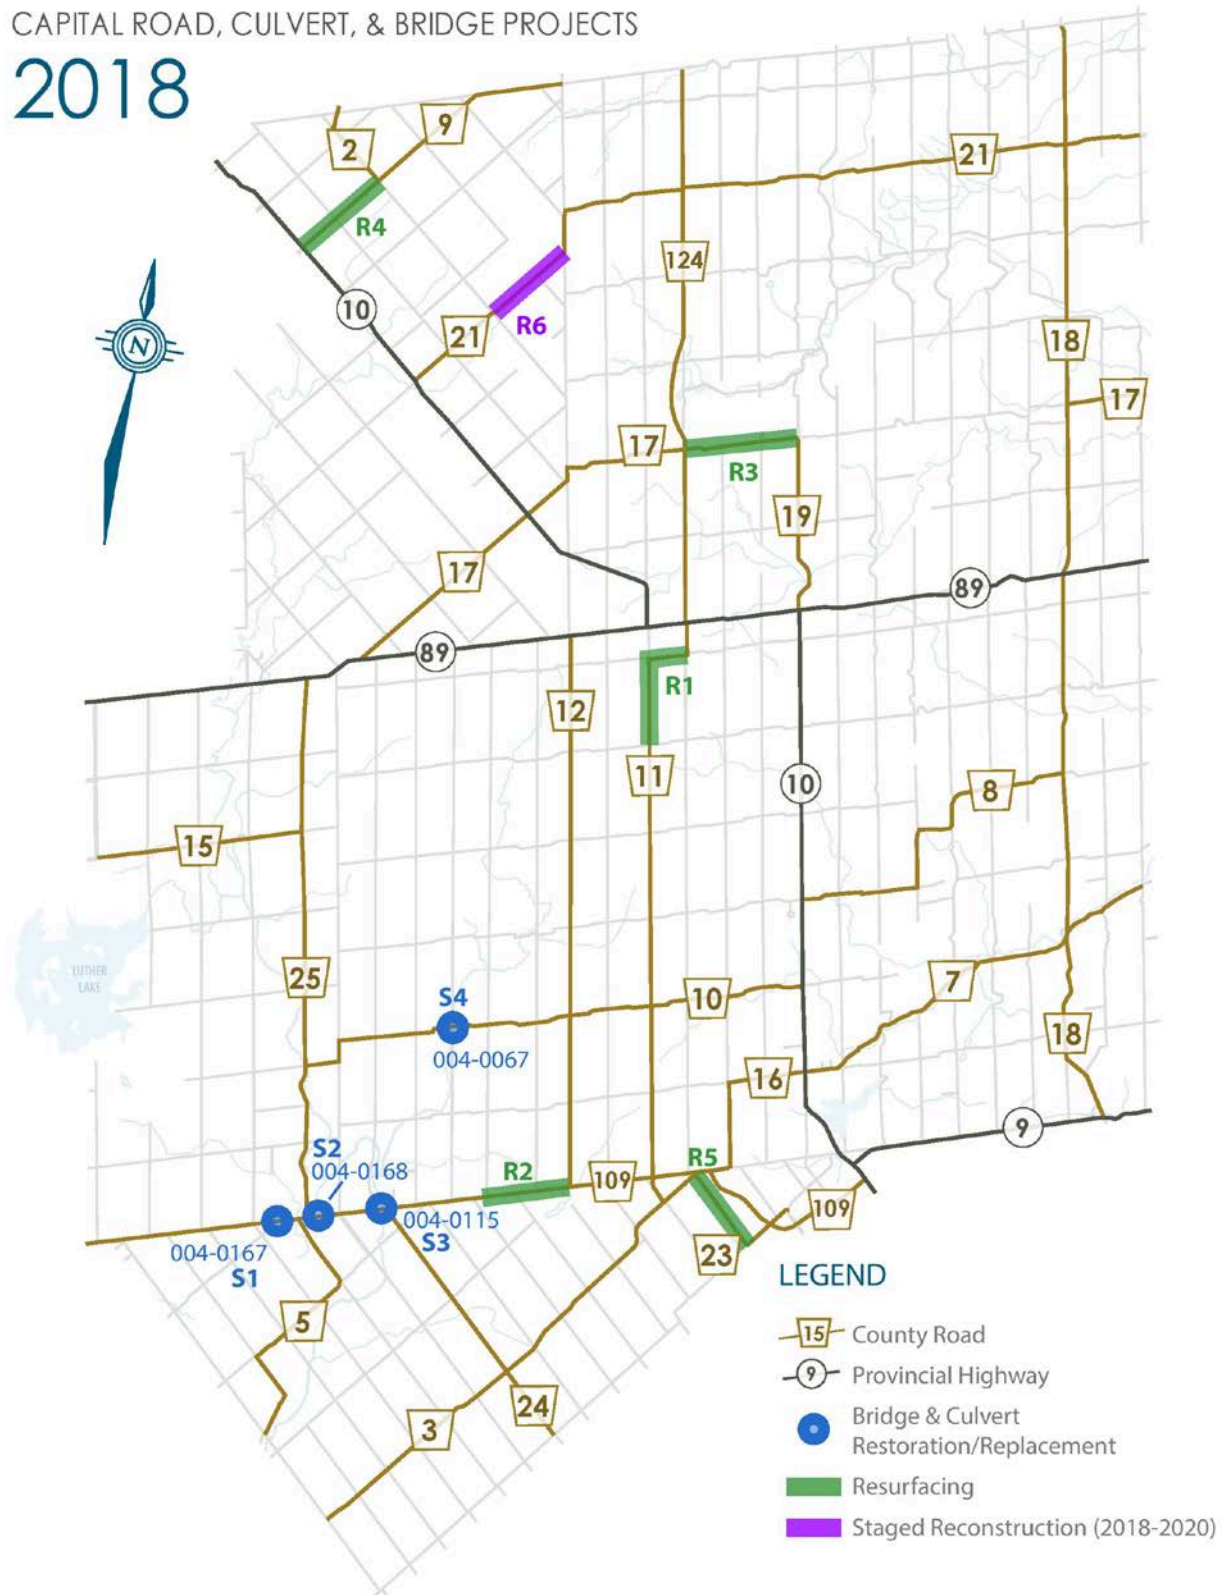 CAPITAL ROAD, CULVERT, & BRIDGE PROJECTS
2018
9
2
21
R4
124
10
R6
21
18
17
17
R3
19
17
89
89
R1
12
11
10
8
15
LUTHER
LAKE
25
7
S4
10
004-0067
18
16
9
S2
R5
004-0168
R2
109
109
004-0115
004-0167
S3
23
S1
5
24
3
LEGEND
15 County Road
9 Provincial Highway
Bridge & Culvert
Restoration/Replacement
Resurfacing
Staged Reconstruction (2018-2020)
N